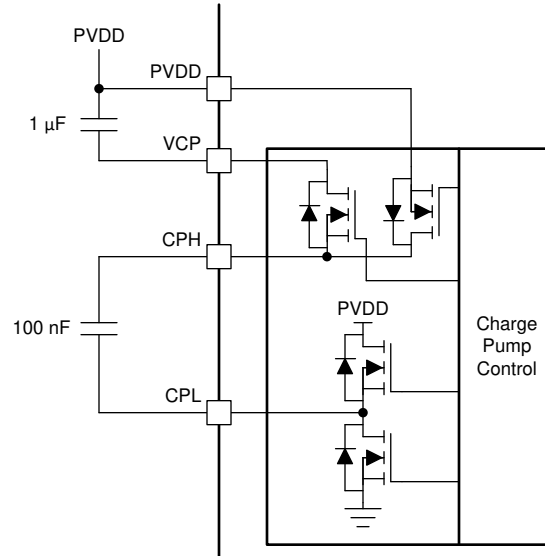 PVDD
PVDD
1 µF
VCP
CPH
PVDD
100 nF
Charge
Pump
Control
CPL